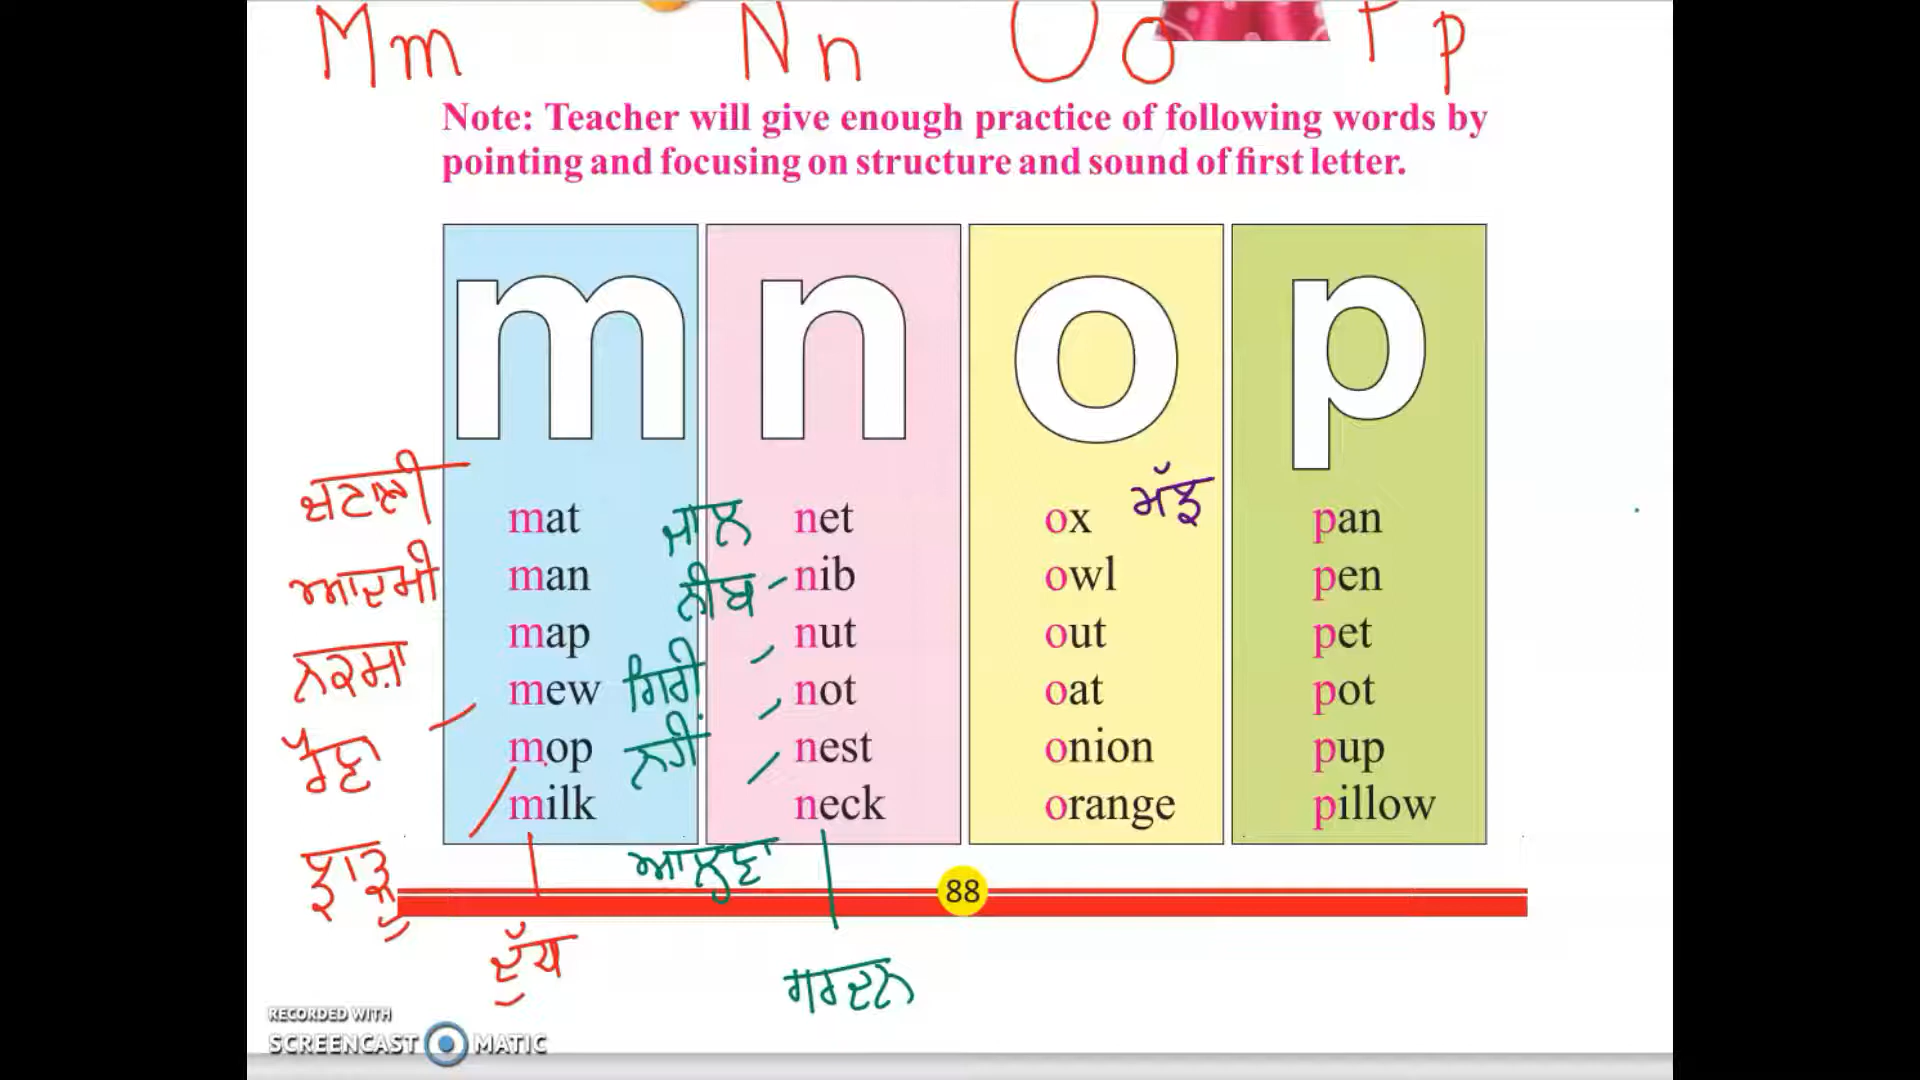 Mm Nn Oo Pp
Note: Teacher will give enough practice of following words by
pointing and focusing on structure and sound of first letter.
m n o p
ਮੈਟਲੀ mat ਜਾਲ net ox ਮੱਝ pan
ਆਦਮੀ man ਨੀਬ nib owl pen
ਨਕਸ਼ਾ map nut out pet
mew ਗਿਰੀ not oat pot
ਰੌਣਾ mop ਨਹੀਂ nest onion pup
milk neck orange pillow
ਝਾੜੂ ਆਲ੍ਹਣਾ
88
ਦੁੱਧ ਗਰਦਨ
RECORDED WITH
SCREENCAST MATIC